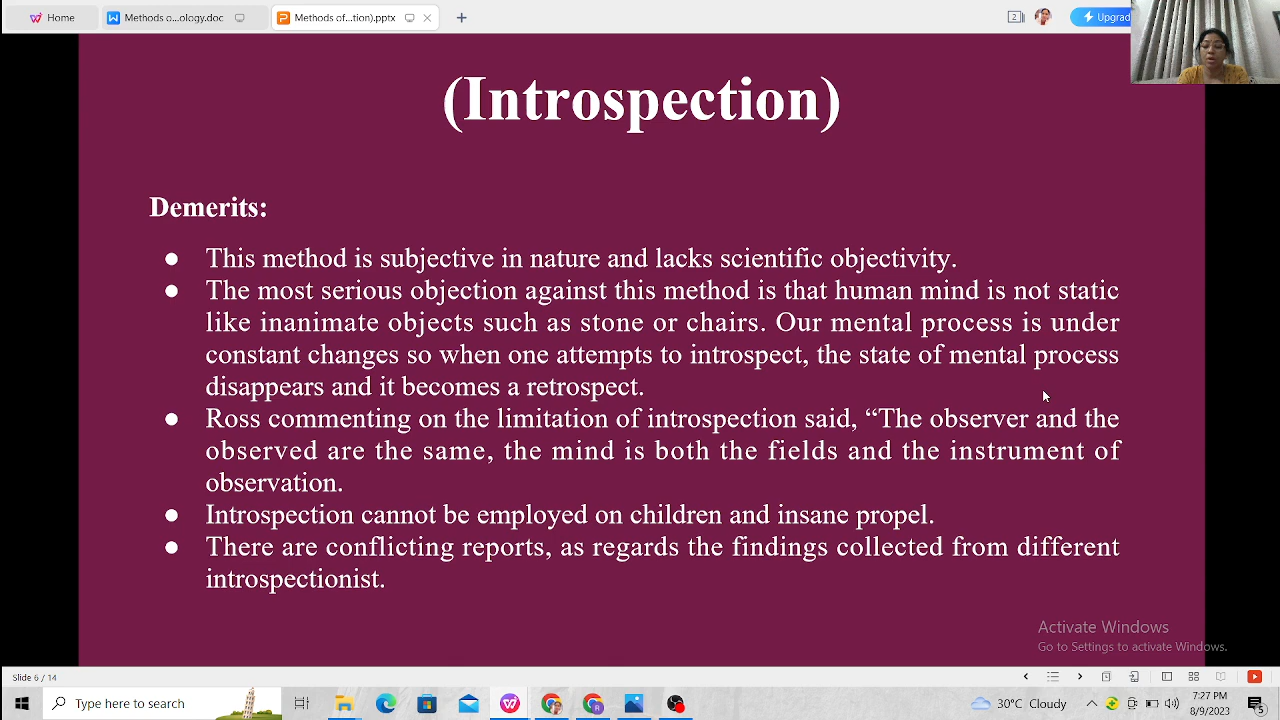 Home
Methods o...ology.doc
Methods of...tion).pptx
2
Upgrad
(Introspection)
Demerits:
● This method is subjective in nature and lacks scientific objectivity.
● The most serious objection against this method is that human mind is not static
like inanimate objects such as stone or chairs. Our mental process is under
constant changes so when one attempts to introspect, the state of mental process
disappears and it becomes a retrospect.
● Ross commenting on the limitation of introspection said, “The observer and the
observed are the same, the mind is both the fields and the instrument of
observation.
● Introspection cannot be employed on children and insane propel.
● There are conflicting reports, as regards the findings collected from different
introspectionist.
Activate Windows
Go to Settings to activate Windows.
Slide 6 / 14
Type here to search
30°C Cloudy
7:27 PM
8/9/2023
5